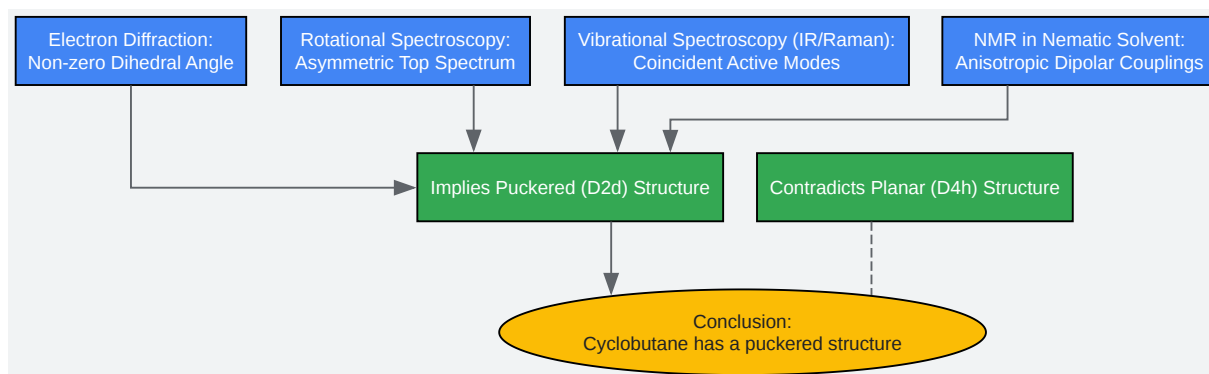 Electron Diffraction:
Non-zero Dihedral Angle
Rotational Spectroscopy:
Asymmetric Top Spectrum
Vibrational Spectroscopy (IR/Raman):
Coincident Active Modes
NMR in Nematic Solvent:
Anisotropic Dipolar Couplings
Implies Puckered (D2d) Structure
Contradicts Planar (D4h) Structure
Conclusion:
Cyclobutane has a puckered structure